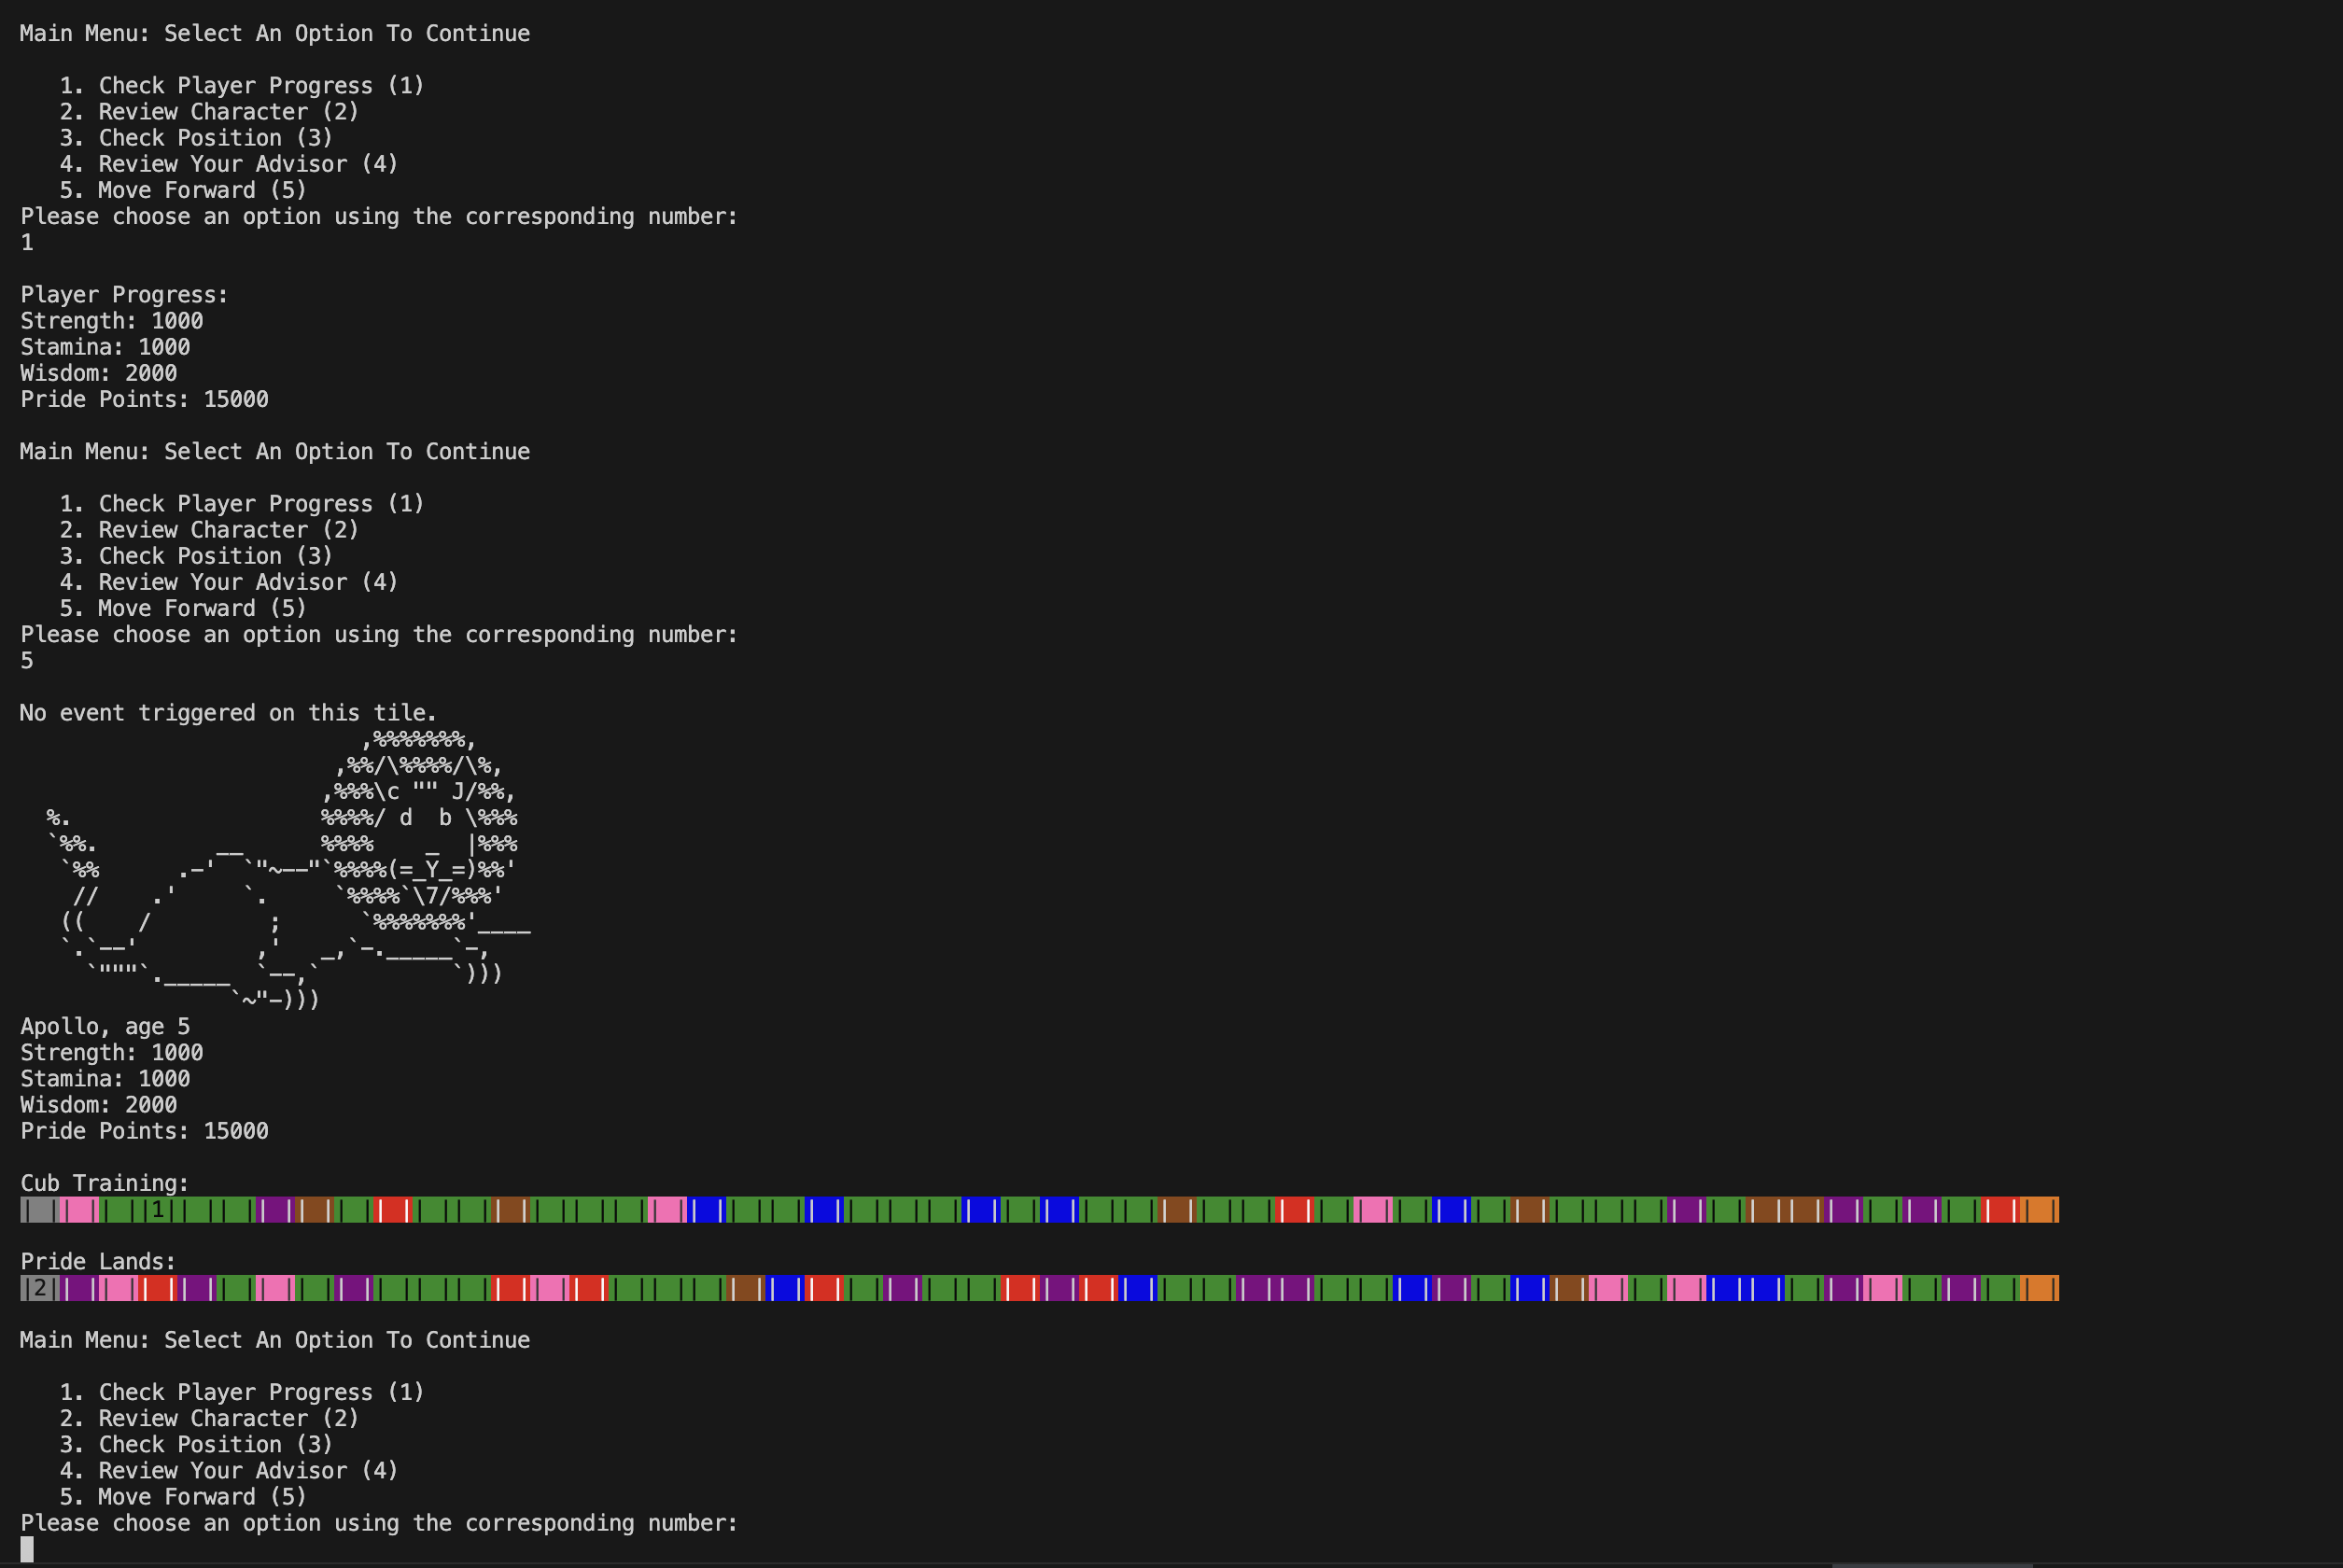 Main Menu: Select An Option To Continue

   1. Check Player Progress (1)
   2. Review Character (2)
   3. Check Position (3)
   4. Review Your Advisor (4)
   5. Move Forward (5)
Please choose an option using the corresponding number:
1

Player Progress:
Strength: 1000
Stamina: 1000
Wisdom: 2000
Pride Points: 15000

Main Menu: Select An Option To Continue

   1. Check Player Progress (1)
   2. Review Character (2)
   3. Check Position (3)
   4. Review Your Advisor (4)
   5. Move Forward (5)
Please choose an option using the corresponding number:
5

No event triggered on this tile.
                          ,%%%%%%%,
                        ,%%/\%%%%/\%,
                       ,%%%\c "" J/%%,
  %.                   %%%%/ d  b \%%%
  `%%.         __      %%%%    _  |%%%
   `%%      .-'  `"~--"`%%%%(=_Y_=)%%'
    //    .'     `.     `%%%%`\7/%%%'
   ((    /         ;      `%%%%%%%'____
   `.`--'         ,'   _,`-._____`-,
     `"""`._____  `--,`          `)))
                `~"-)))
Apollo, age 5
Strength: 1000
Stamina: 1000
Wisdom: 2000
Pride Points: 15000

Cub Training:
1

Pride Lands:
2

Main Menu: Select An Option To Continue

   1. Check Player Progress (1)
   2. Review Character (2)
   3. Check Position (3)
   4. Review Your Advisor (4)
   5. Move Forward (5)
Please choose an option using the corresponding number: